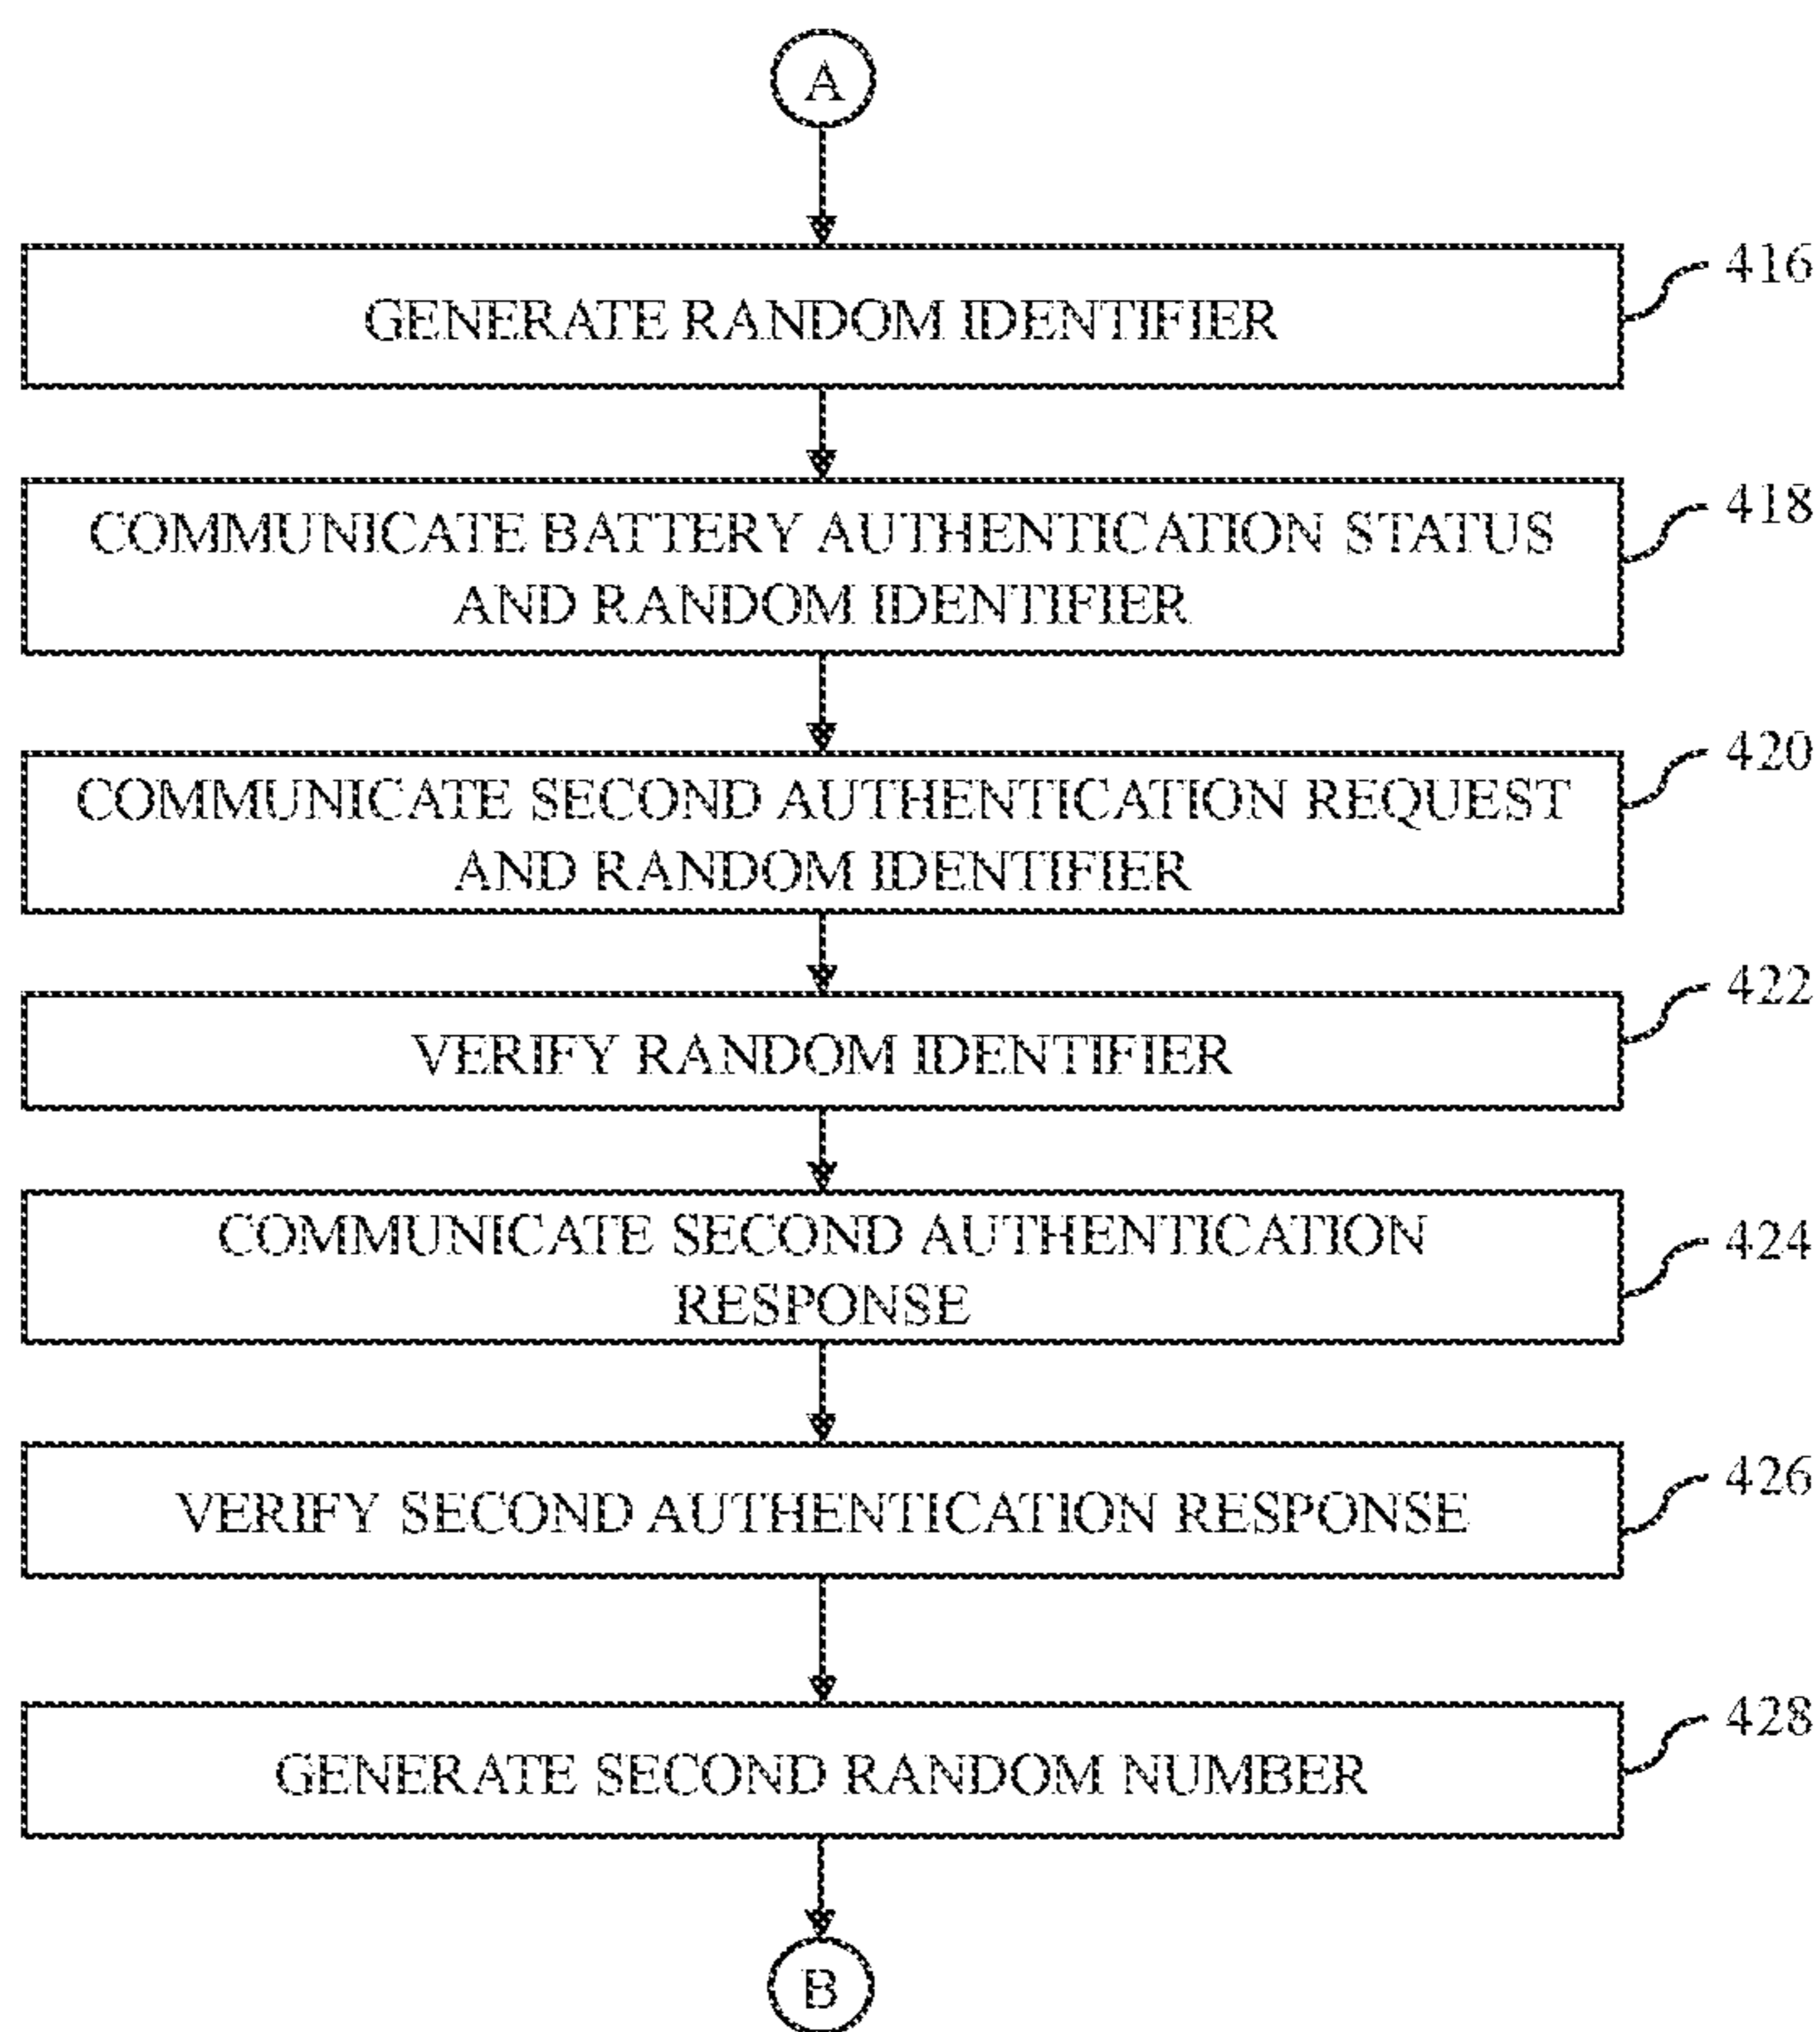 A
GENERATE RANDOM IDENTIFIER
416
COMMUNICATE BATTERY AUTHENTICATION STATUS
AND RANDOM IDENTIFIER
418
COMMUNICATE SECOND AUTHENTICATION REQUEST
AND RANDOM IDENTIFIER
420
VERIFY RANDOM IDENTIFIER
422
COMMUNICATE SECOND AUTHENTICATION
RESPONSE
424
VERIFY SECOND AUTHENTICATION RESPONSE
426
GENERATE SECOND RANDOM NUMBER
428
B